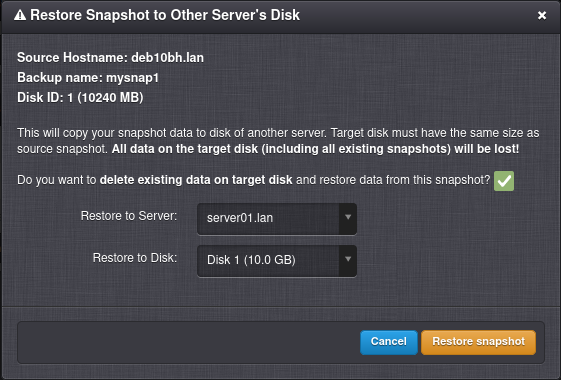 Restore Snapshot to Other Server's Disk
Source Hostname: deb10bh.lan
Backup name: mysnap1
Disk ID: 1 (10240 MB)
This will copy your snapshot data to disk of another server. Target disk must have the same size as
source snapshot. All data on the target disk (including all existing snapshots) will be lost!
Do you want to delete existing data on target disk and restore data from this snapshot?
Restore to Server: server01.lan
Restore to Disk: Disk 1 (10.0 GB)
Cancel Restore snapshot